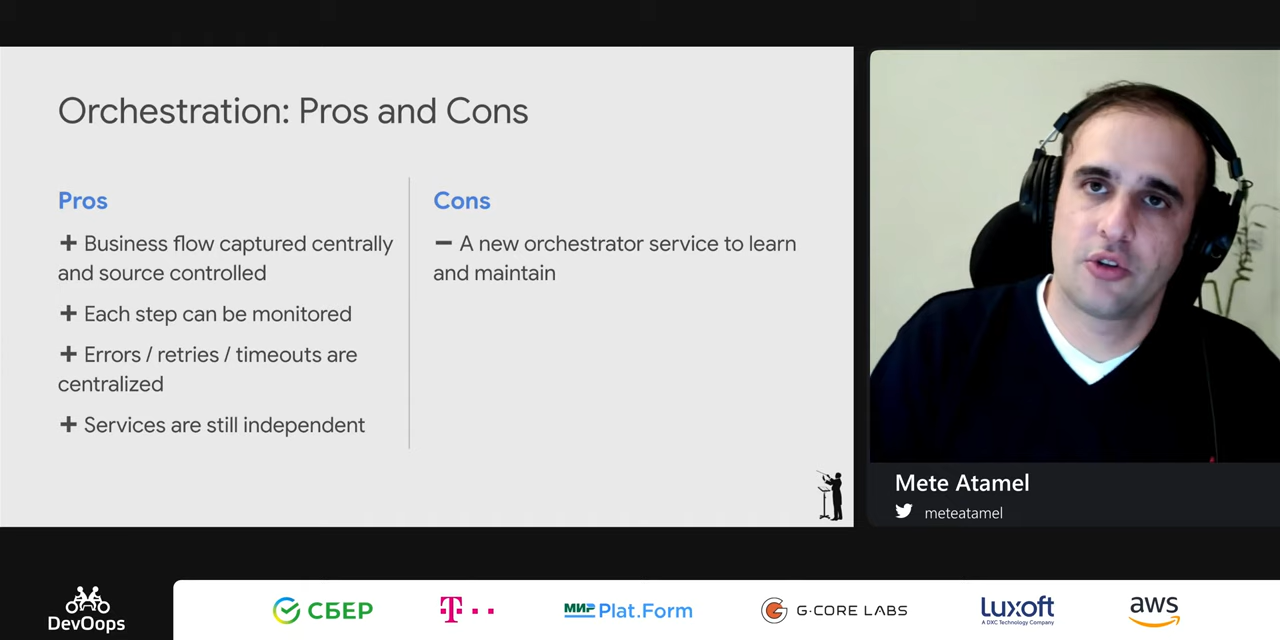 Orchestration: Pros and Cons
Pros
+ Business flow captured centrally
and source controlled
+ Each step can be monitored
+ Errors / retries / timeouts are
centralized
+ Services are still independent
Cons
− A new orchestrator service to learn
and maintain
Mete Atamel
meteatamel
DevOops
СБЕР
T
МИР Plat.Form
G·CORE LABS
Luxoft
A DXC Technology Company
aws